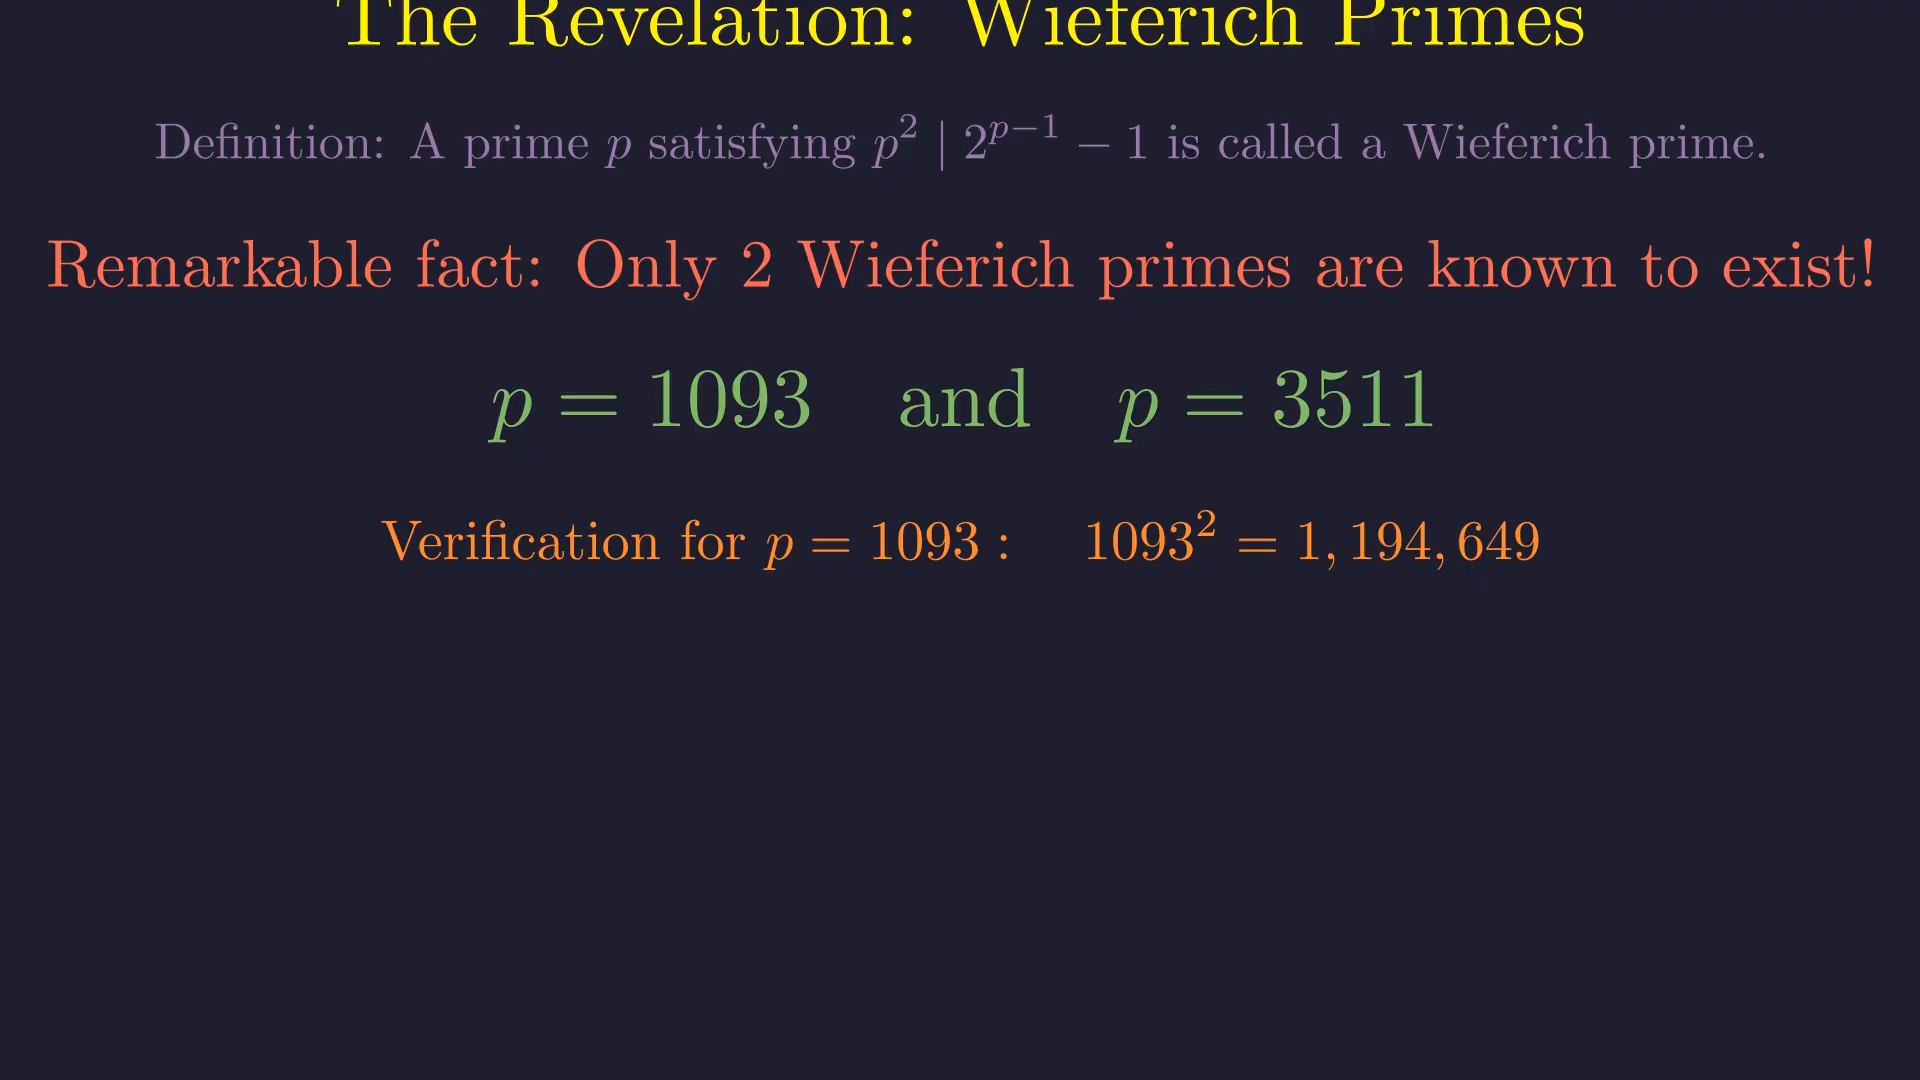 The Revelation: Wieferich Primes
Definition: A prime p satisfying p² | 2ᵖ⁻¹ − 1 is called a Wieferich prime.
Remarkable fact: Only 2 Wieferich primes are known to exist!
p = 1093 and p = 3511
Verification for p = 1093 : 1093² = 1, 194, 649